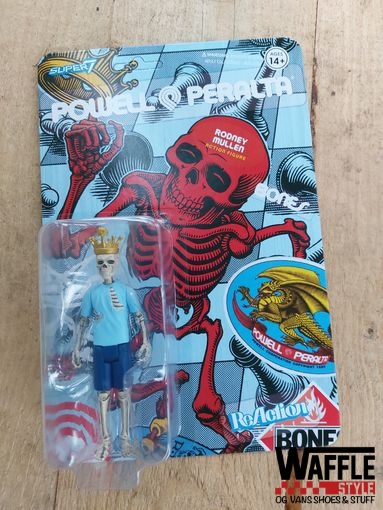 SUPER7
AGES
14+
POWELL PERALTA
RODNEY
MULLEN
ACTION FIGURE
BONES
POWELL PERALTA
ReAction
BONE
WAFFLE
STYLE
OG VANS SHOES & STUFF